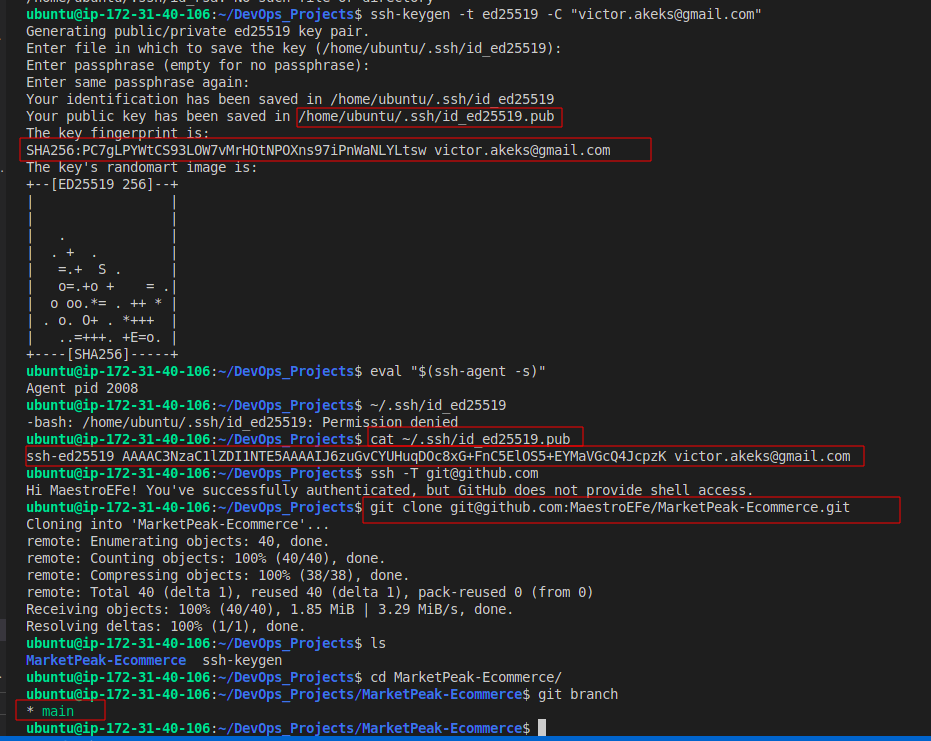 /home/ubuntu/.ssh/id_rsa: No such file or directory
ubuntu@ip-172-31-40-106:~/DevOps_Projects$ ssh-keygen -t ed25519 -C "victor.akeks@gmail.com"
Generating public/private ed25519 key pair.
Enter file in which to save the key (/home/ubuntu/.ssh/id_ed25519):
Enter passphrase (empty for no passphrase):
Enter same passphrase again:
Your identification has been saved in /home/ubuntu/.ssh/id_ed25519
Your public key has been saved in /home/ubuntu/.ssh/id_ed25519.pub
The key fingerprint is:
SHA256:PC7gLPYWtCS93LOW7vMrHOtNPOXns97iPnWaNLYLtsw victor.akeks@gmail.com
The key's randomart image is:
+--[ED25519 256]--+
|                 |
|                 |
|   .             |
|  . +  .         |
|   =.+  S .      |
|   o=.+o +    = .|
|  o oo.*= . ++ * |
| . o. O+ . *+++  |
|   ..=+++. +E=o. |
+----[SHA256]-----+
ubuntu@ip-172-31-40-106:~/DevOps_Projects$ eval "$(ssh-agent -s)"
Agent pid 2008
ubuntu@ip-172-31-40-106:~/DevOps_Projects$ ~/.ssh/id_ed25519
-bash: /home/ubuntu/.ssh/id_ed25519: Permission denied
ubuntu@ip-172-31-40-106:~/DevOps_Projects$ cat ~/.ssh/id_ed25519.pub
ssh-ed25519 AAAAC3NzaC1lZDI1NTE5AAAAIJ6zuGvCYUHuqDOc8xG+FnC5ElOS5+EYMaVGcQ4JcpzK victor.akeks@gmail.com
ubuntu@ip-172-31-40-106:~/DevOps_Projects$ ssh -T git@github.com
Hi MaestroEFe! You've successfully authenticated, but GitHub does not provide shell access.
ubuntu@ip-172-31-40-106:~/DevOps_Projects$ git clone git@github.com:MaestroEFe/MarketPeak-Ecommerce.git
Cloning into 'MarketPeak-Ecommerce'...
remote: Enumerating objects: 40, done.
remote: Counting objects: 100% (40/40), done.
remote: Compressing objects: 100% (38/38), done.
remote: Total 40 (delta 1), reused 40 (delta 1), pack-reused 0 (from 0)
Receiving objects: 100% (40/40), 1.85 MiB | 3.29 MiB/s, done.
Resolving deltas: 100% (1/1), done.
ubuntu@ip-172-31-40-106:~/DevOps_Projects$ ls
MarketPeak-Ecommerce  ssh-keygen
ubuntu@ip-172-31-40-106:~/DevOps_Projects$ cd MarketPeak-Ecommerce/
ubuntu@ip-172-31-40-106:~/DevOps_Projects/MarketPeak-Ecommerce$ git branch
* main
ubuntu@ip-172-31-40-106:~/DevOps_Projects/MarketPeak-Ecommerce$